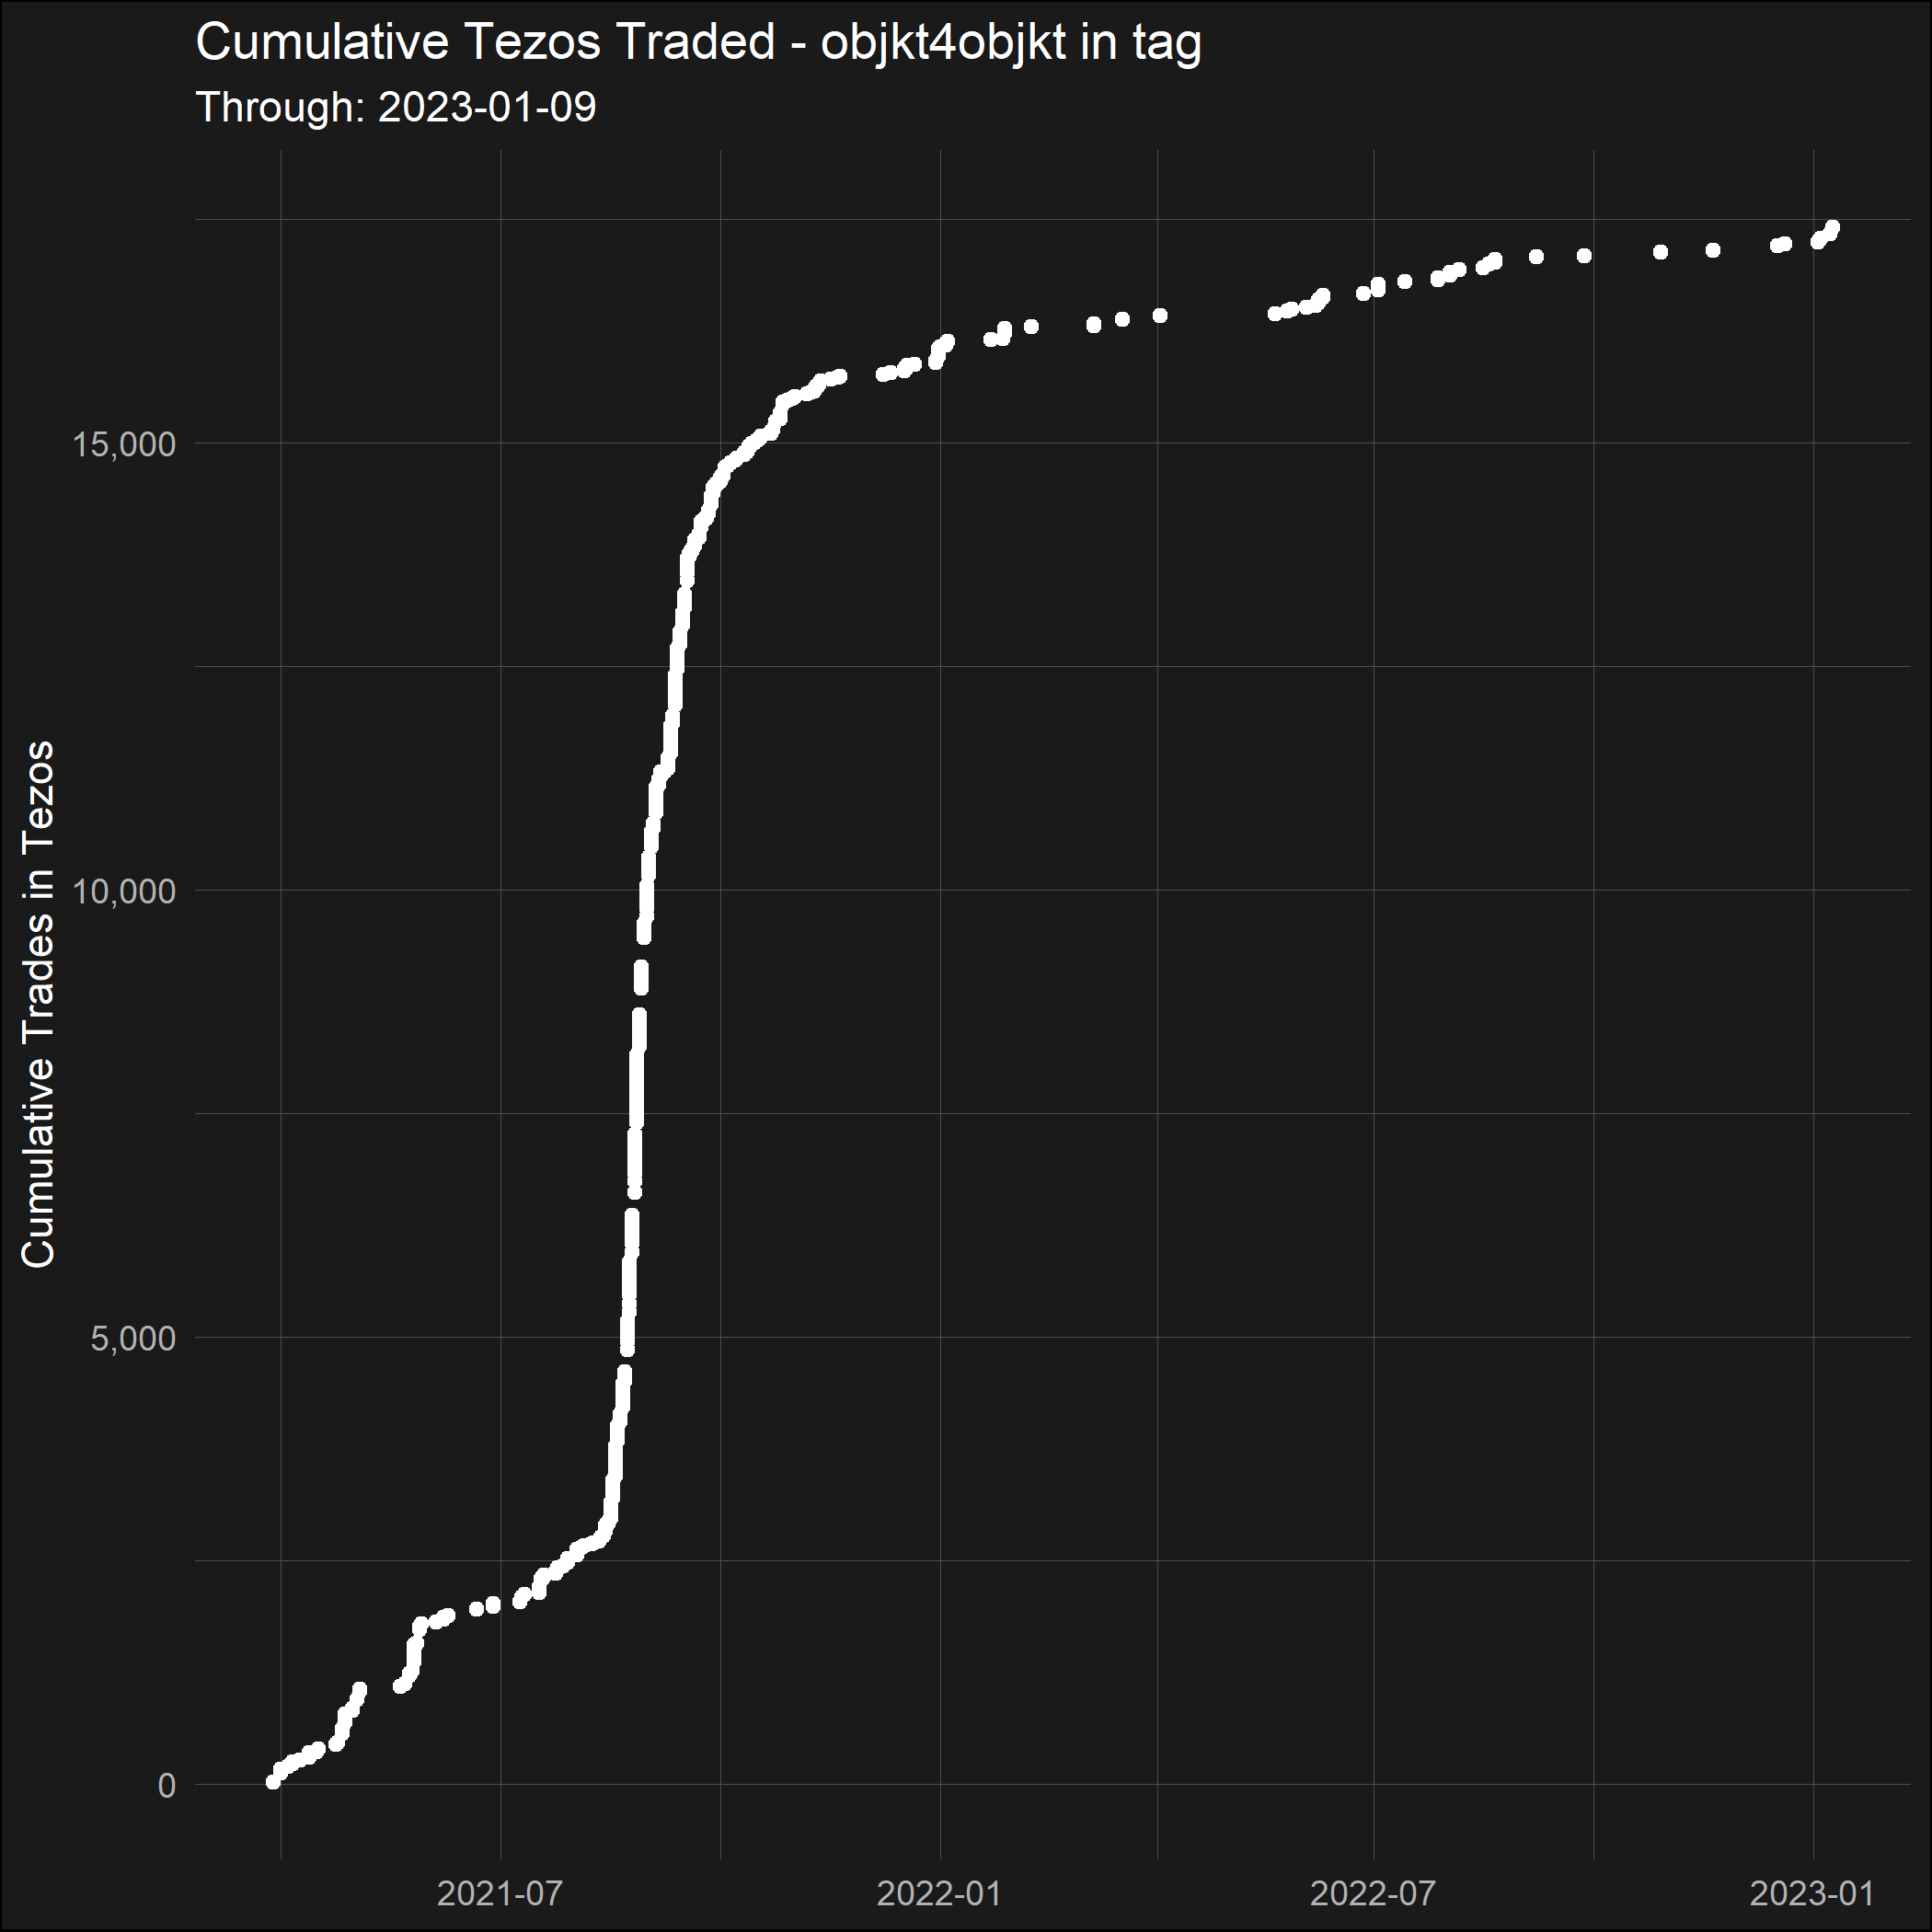 Cumulative Tezos Traded - objkt4objkt in tag
Through: 2023-01-09
Cumulative Trades in Tezos
15,000
10,000
5,000
0
2021-07
2022-01
2022-07
2023-01